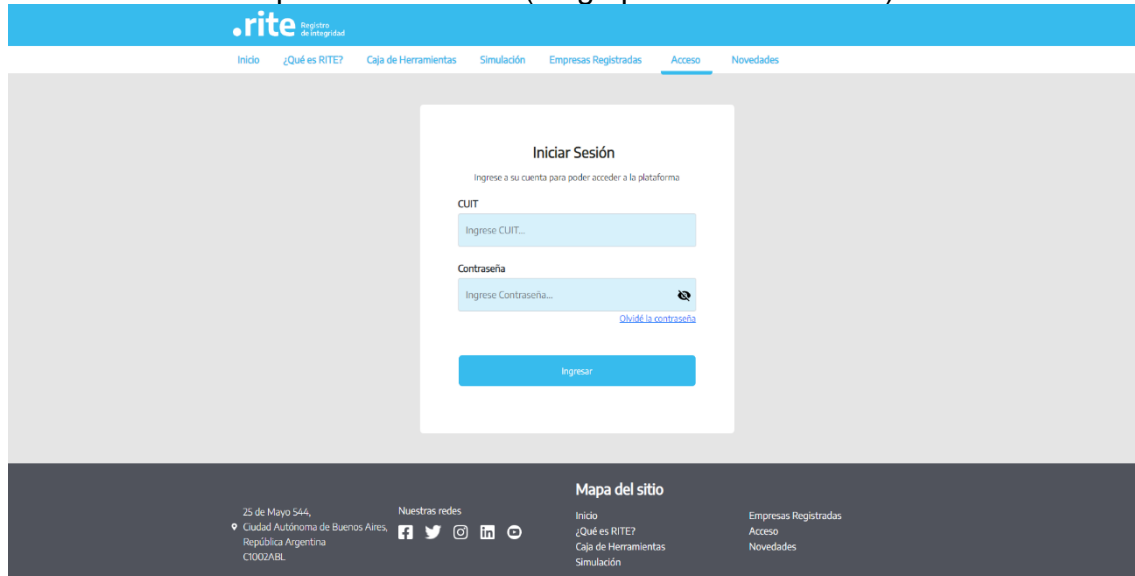 .rite Registro
de Integridad
Inicio ¿Qué es RITE? Caja de Herramientas Simulación Empresas Registradas Acceso Novedades
Iniciar Sesión
Ingrese a su cuenta para poder acceder a la plataforma
CUIT
Ingrese CUIT...
Contraseña
Ingrese Contraseña...
Olvidé la contraseña
Ingresar
25 de Mayo 544,
Ciudad Autónoma de Buenos Aires,
República Argentina
C1002ABL
Nuestras redes
Mapa del sitio
Inicio
¿Qué es RITE?
Caja de Herramientas
Simulación
Empresas Registradas
Acceso
Novedades